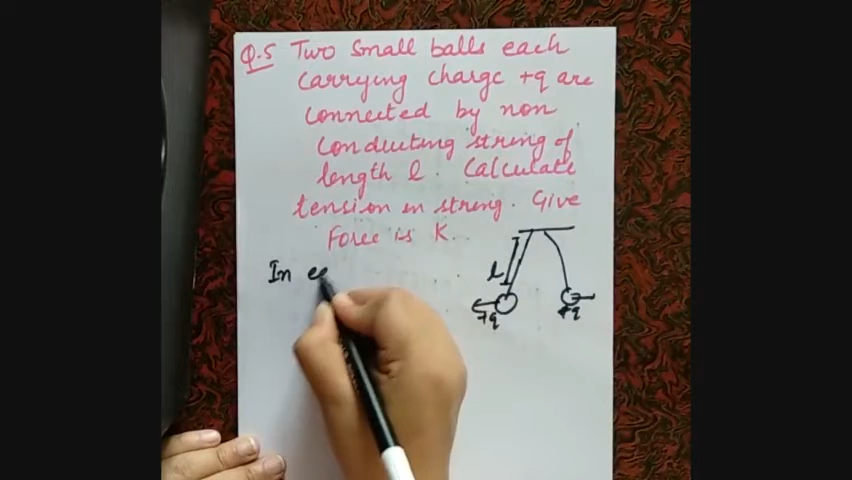 Q.5 Two small balls each
carrying charge +q are
connected by non
conducting string of
length l. Calculate
tension in string. Give
Force is K.
In
l
+q
+q